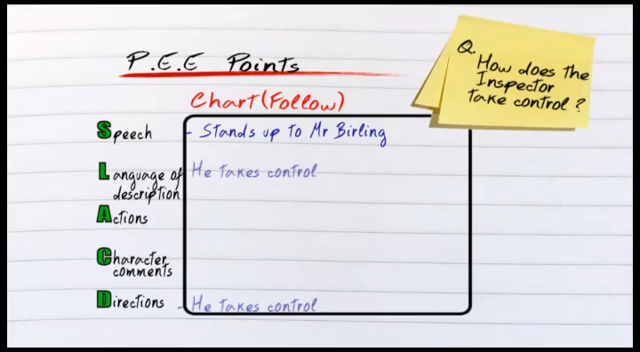 P.E.E Points
Q.
How does the
Inspector
take control?
Chart (Follow)
Speech
- Stands up to Mr Birling
Language of
description
He takes control
Actions
Character
comments
Directions
- He takes control